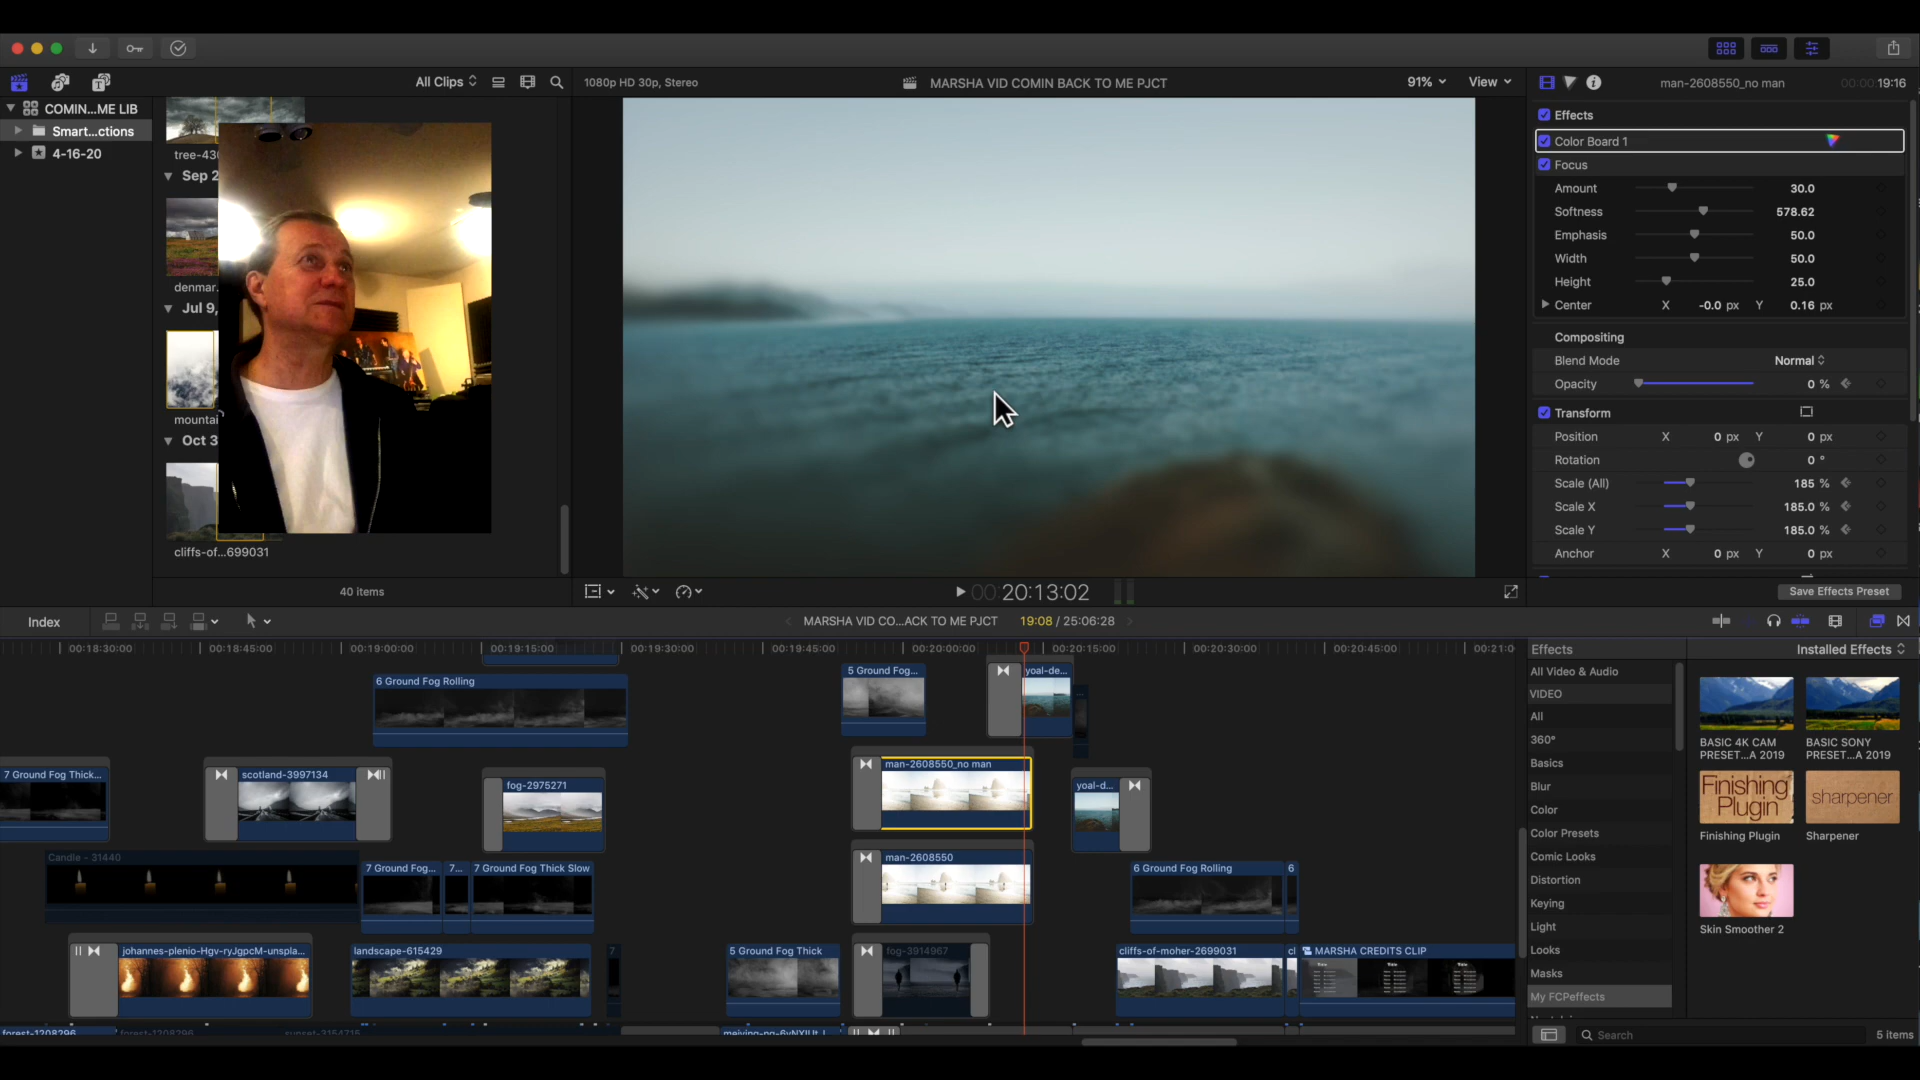 All Clips
1080p HD 30p, Stereo
MARSHA VID COMIN BACK TO ME PJCT
91%
View
man-2608550_no man
00:00:19:16
COMIN...ME LIB
Smart...ctions
4-16-20
tree-43
Sep 2
denmar.
Jul 9,
mountai
Oct 3
cliffs-of...699031
40 items
Effects
Color Board 1
Focus
Amount 30.0
Softness 578.62
Emphasis 50.0
Width 50.0
Height 25.0
Center X -0.0 px Y 0.16 px
Compositing
Blend Mode Normal
Opacity 0 %
Transform
Position X 0 px Y 0 px
Rotation 0 °
Scale (All) 185 %
Scale X 185.0 %
Scale Y 185.0 %
Anchor X 0 px Y 0 px
Save Effects Preset
00:20:13:02
Index
MARSHA VID CO...ACK TO ME PJCT
19:08 / 25:06:28
00:18:30:00 00:18:45:00 00:19:00:00 00:19:15:00 00:19:30:00 00:19:45:00 00:20:00:00 00:20:15:00 00:20:30:00 00:20:45:00 00:21:0
5 Ground Fog...
yoal-de...
6 Ground Fog Rolling
man-2608550_no man
7 Ground Fog Thick...
scotland-3997134
fog-2975271
yoal-d...
Candle - 31440
man-2608550
7 Ground Fog...
7...
7 Ground Fog Thick Slow
6 Ground Fog Rolling
6
johannes-plenio-Hgv-ryJgpcM-unspla...
landscape-615429
7
5 Ground Fog Thick
fog-3914967
cliffs-of-moher-2699031
cl
MARSHA CREDITS CLIP
forest-1208296
forest-1208296
sunset-3154715
Effects
Installed Effects
All Video & Audio
VIDEO
All
360°
Basics
Blur
Color
Color Presets
Comic Looks
Distortion
Keying
Light
Looks
Masks
My FCPeffects
BASIC 4K CAM
PRESET...A 2019
BASIC SONY
PRESET...A 2019
Finishing
Plugin
sharpener
Finishing Plugin
Sharpener
Skin Smoother 2
Search
5 items